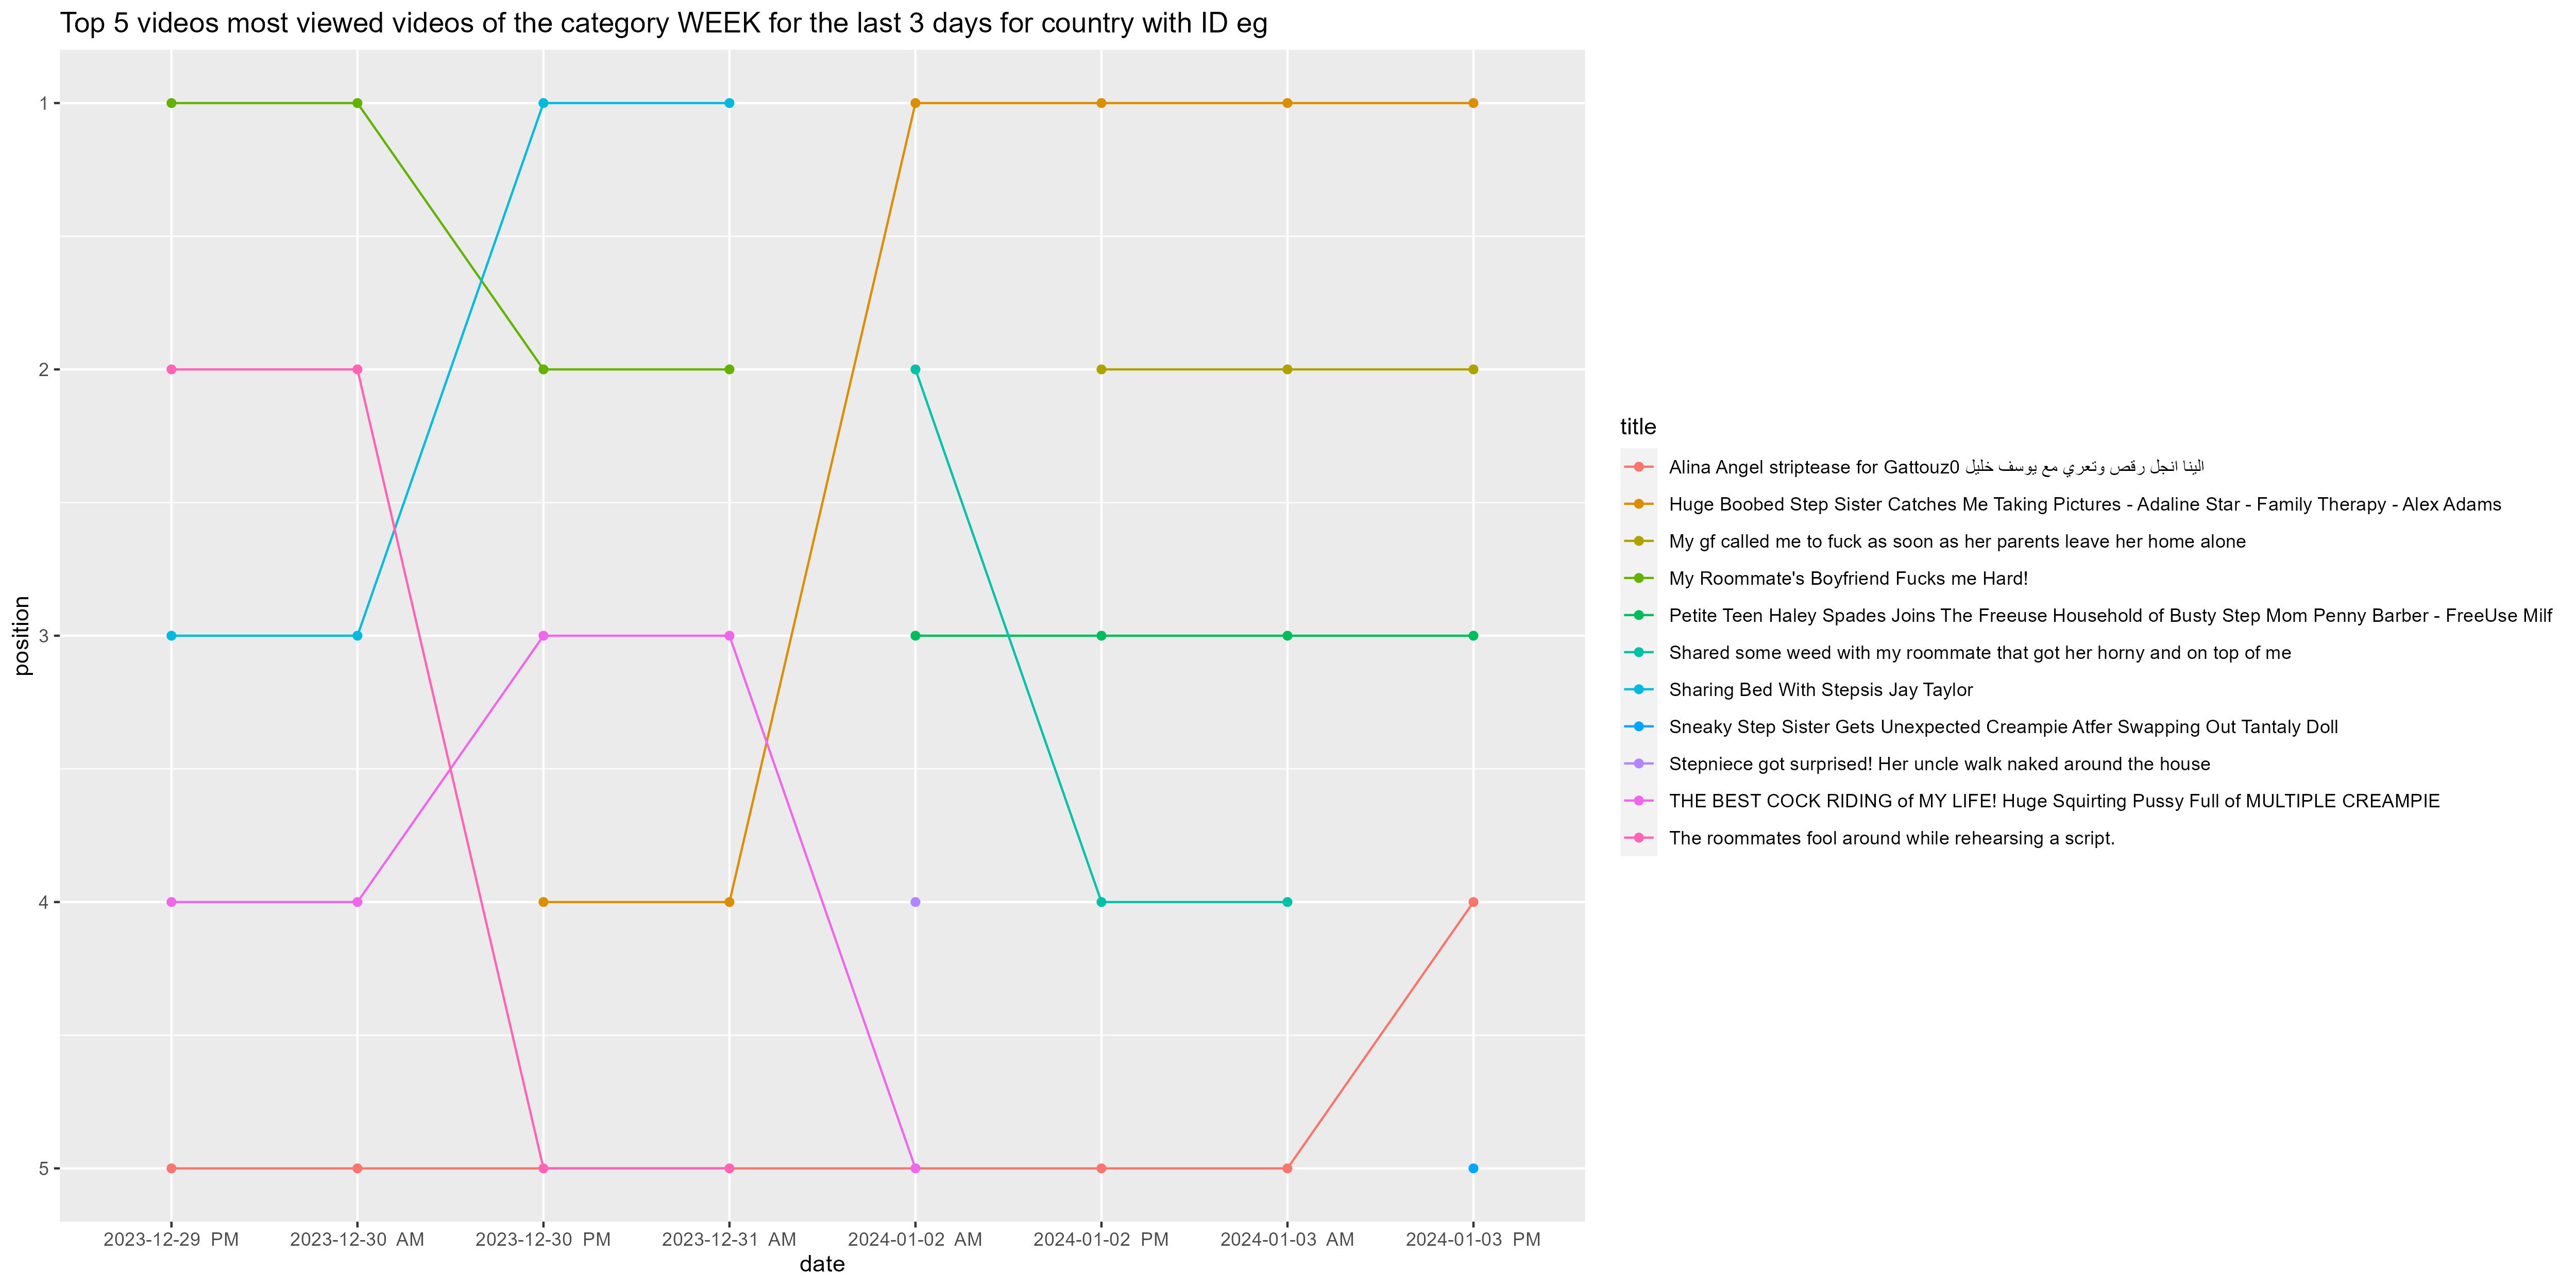 Top 5 videos most viewed videos of the category WEEK for the last 3 days for country with ID eg
position
1
2
3
4
5
2023-12-29 PM
2023-12-30 AM
2023-12-30 PM
2023-12-31 AM
2024-01-02 AM
2024-01-02 PM
2024-01-03 AM
2024-01-03 PM
date
title
Alina Angel striptease for Gattouz0 الينا انجل رقص وتعري مع يوسف خليل
Huge Boobed Step Sister Catches Me Taking Pictures - Adaline Star - Family Therapy - Alex Adams
My gf called me to fuck as soon as her parents leave her home alone
My Roommate's Boyfriend Fucks me Hard!
Petite Teen Haley Spades Joins The Freeuse Household of Busty Step Mom Penny Barber - FreeUse Milf
Shared some weed with my roommate that got her horny and on top of me
Sharing Bed With Stepsis Jay Taylor
Sneaky Step Sister Gets Unexpected Creampie Atfer Swapping Out Tantaly Doll
Stepniece got surprised! Her uncle walk naked around the house
THE BEST COCK RIDING of MY LIFE! Huge Squirting Pussy Full of MULTIPLE CREAMPIE
The roommates fool around while rehearsing a script.